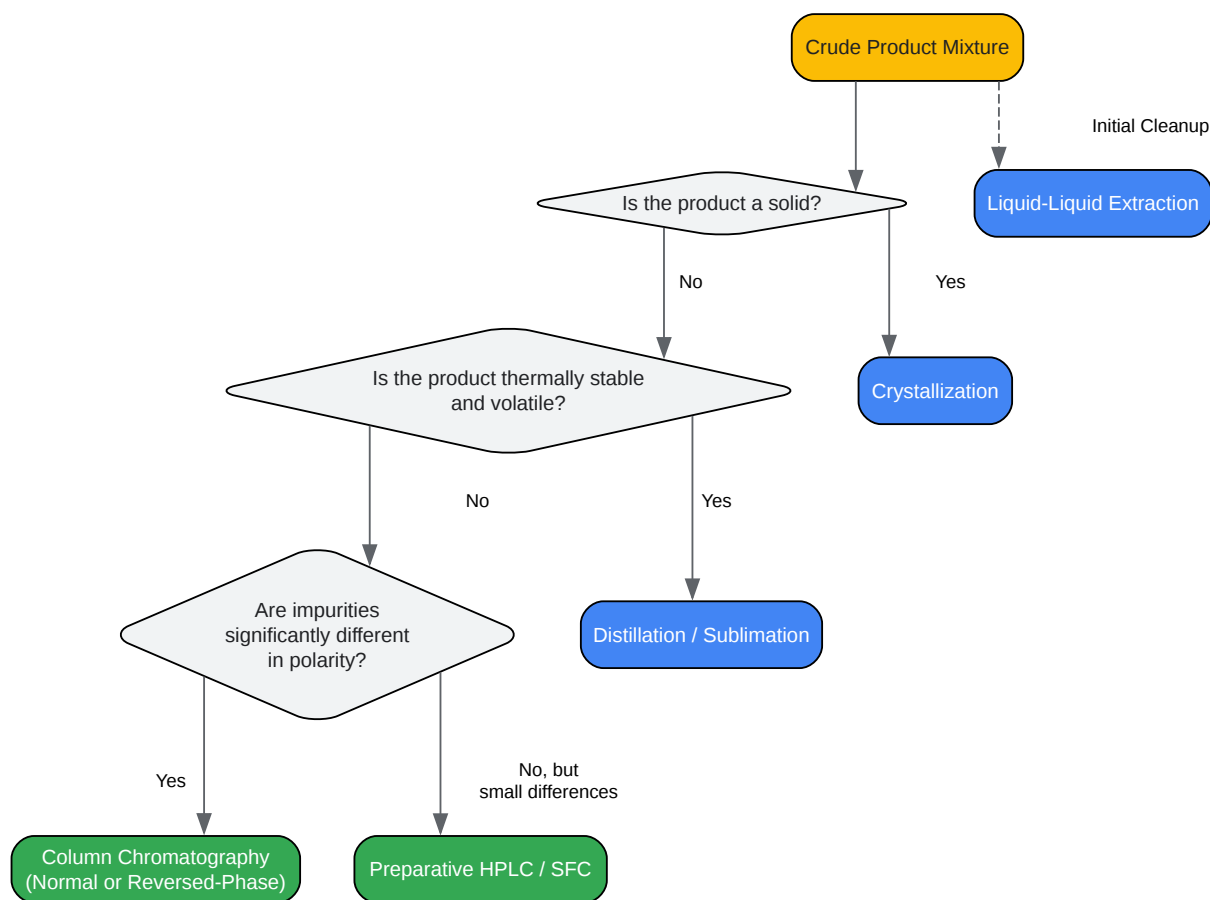 Crude Product Mixture
Initial Cleanup
Is the product a solid?
Liquid-Liquid Extraction
No
Yes
Is the product thermally stable
and volatile?
Crystallization
No
Yes
Are impurities
significantly different
in polarity?
Distillation / Sublimation
Yes
No, but
small differences
Column Chromatography
(Normal or Reversed-Phase)
Preparative HPLC / SFC